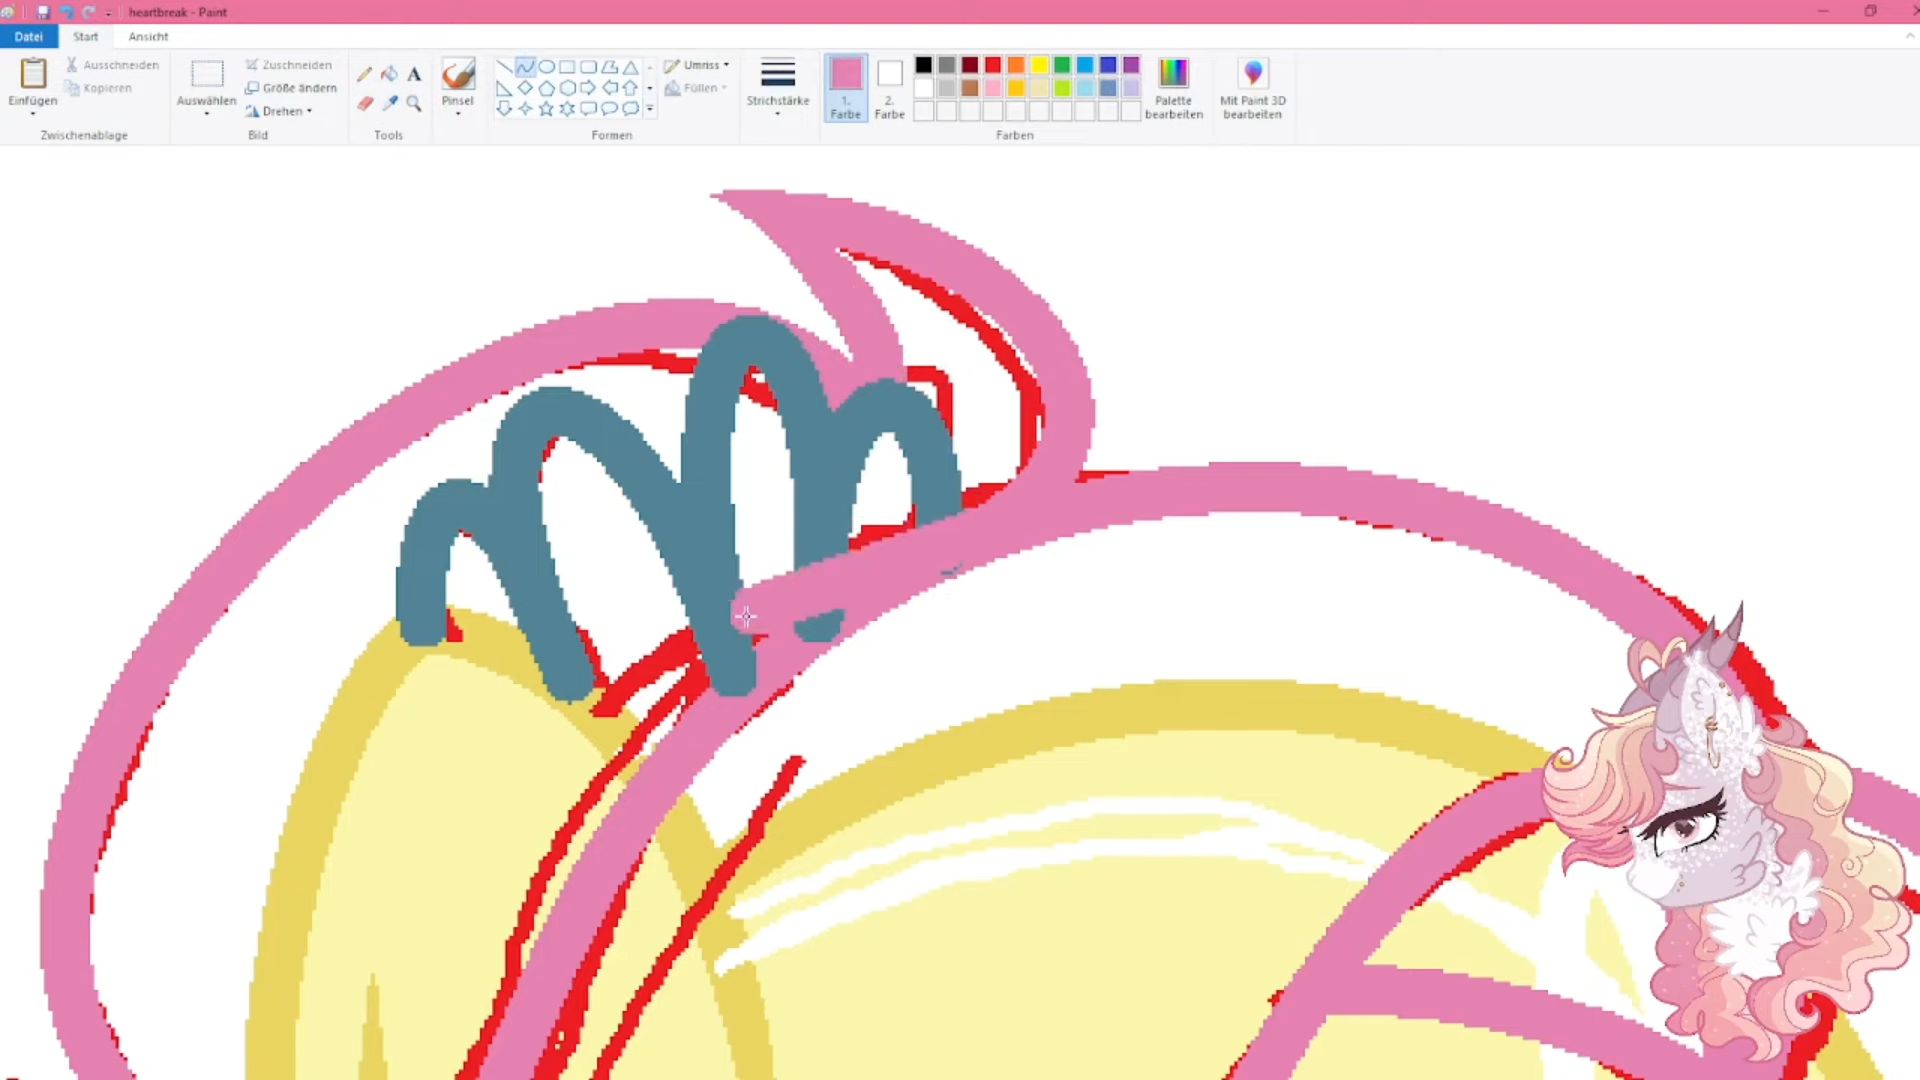 heartbreak - Paint
Datei Start Ansicht
Einfügen
Ausschneiden
Kopieren
Zwischenablage
Auswählen
Zuschneiden
Größe ändern
Drehen
Bild
A
Tools
Pinsel
Umriss
Füllen
Formen
Strichstärke
1.
Farbe
2.
Farbe
Palette
bearbeiten
Farben
Mit Paint 3D
bearbeiten